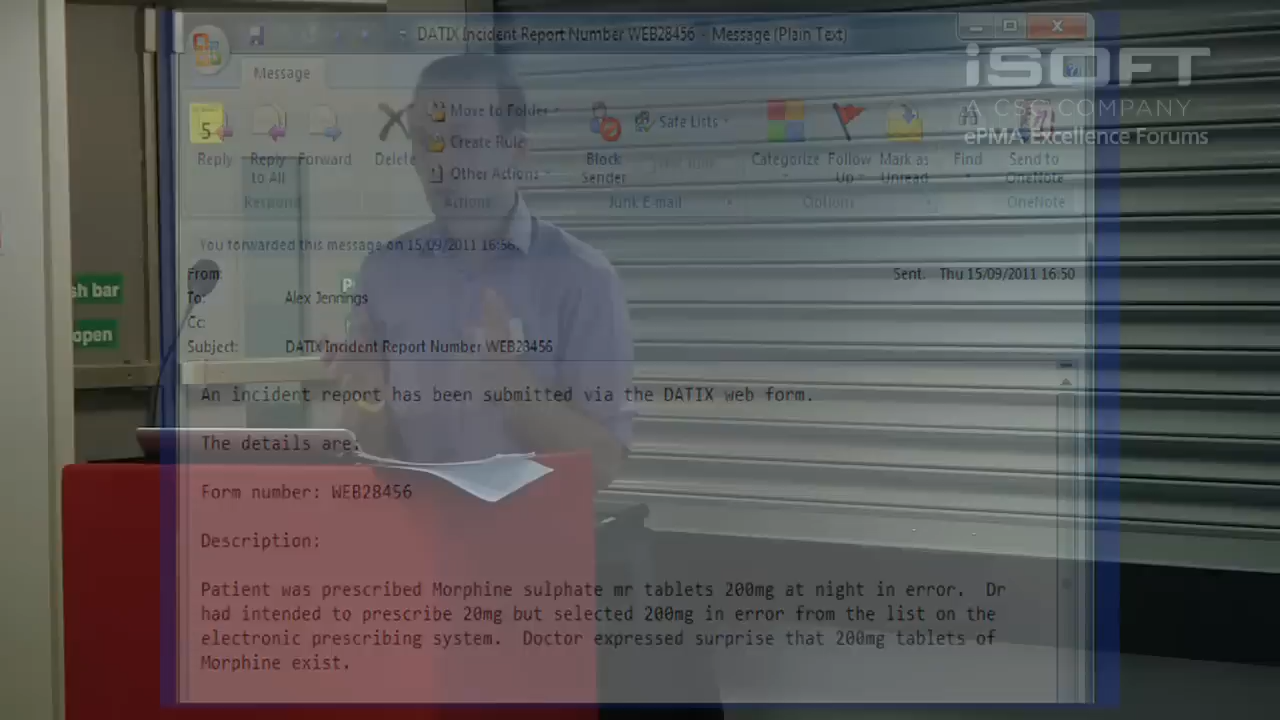 DATIX Incident Report Number WEB28456 - Message (Plain Text)
iSOFT
A CSC COMPANY
ePMA Excellence Forums
Message
5
Reply
Reply to All
Forward
Delete
Move to Folder
Create Rule
Other Actions
Block Sender
Safe Lists
Categorize
Follow Up
Mark as Unread
Find
Send to OneNote
Respond
Actions
Junk E-mail
Options
OneNote
You forwarded this message on 15/09/2011 16:56.
From:
Sent: Thu 15/09/2011 16:50
To: Alex Jennings
Cc:
Subject: DATIX Incident Report Number WEB28456
sh bar
open
An incident report has been submitted via the DATIX web form.
The details are:
Form number: WEB28456
Description:
Patient was prescribed Morphine sulphate mr tablets 200mg at night in error. Dr
had intended to prescribe 20mg but selected 200mg in error from the list on the
electronic prescribing system. Doctor expressed surprise that 200mg tablets of
Morphine exist.